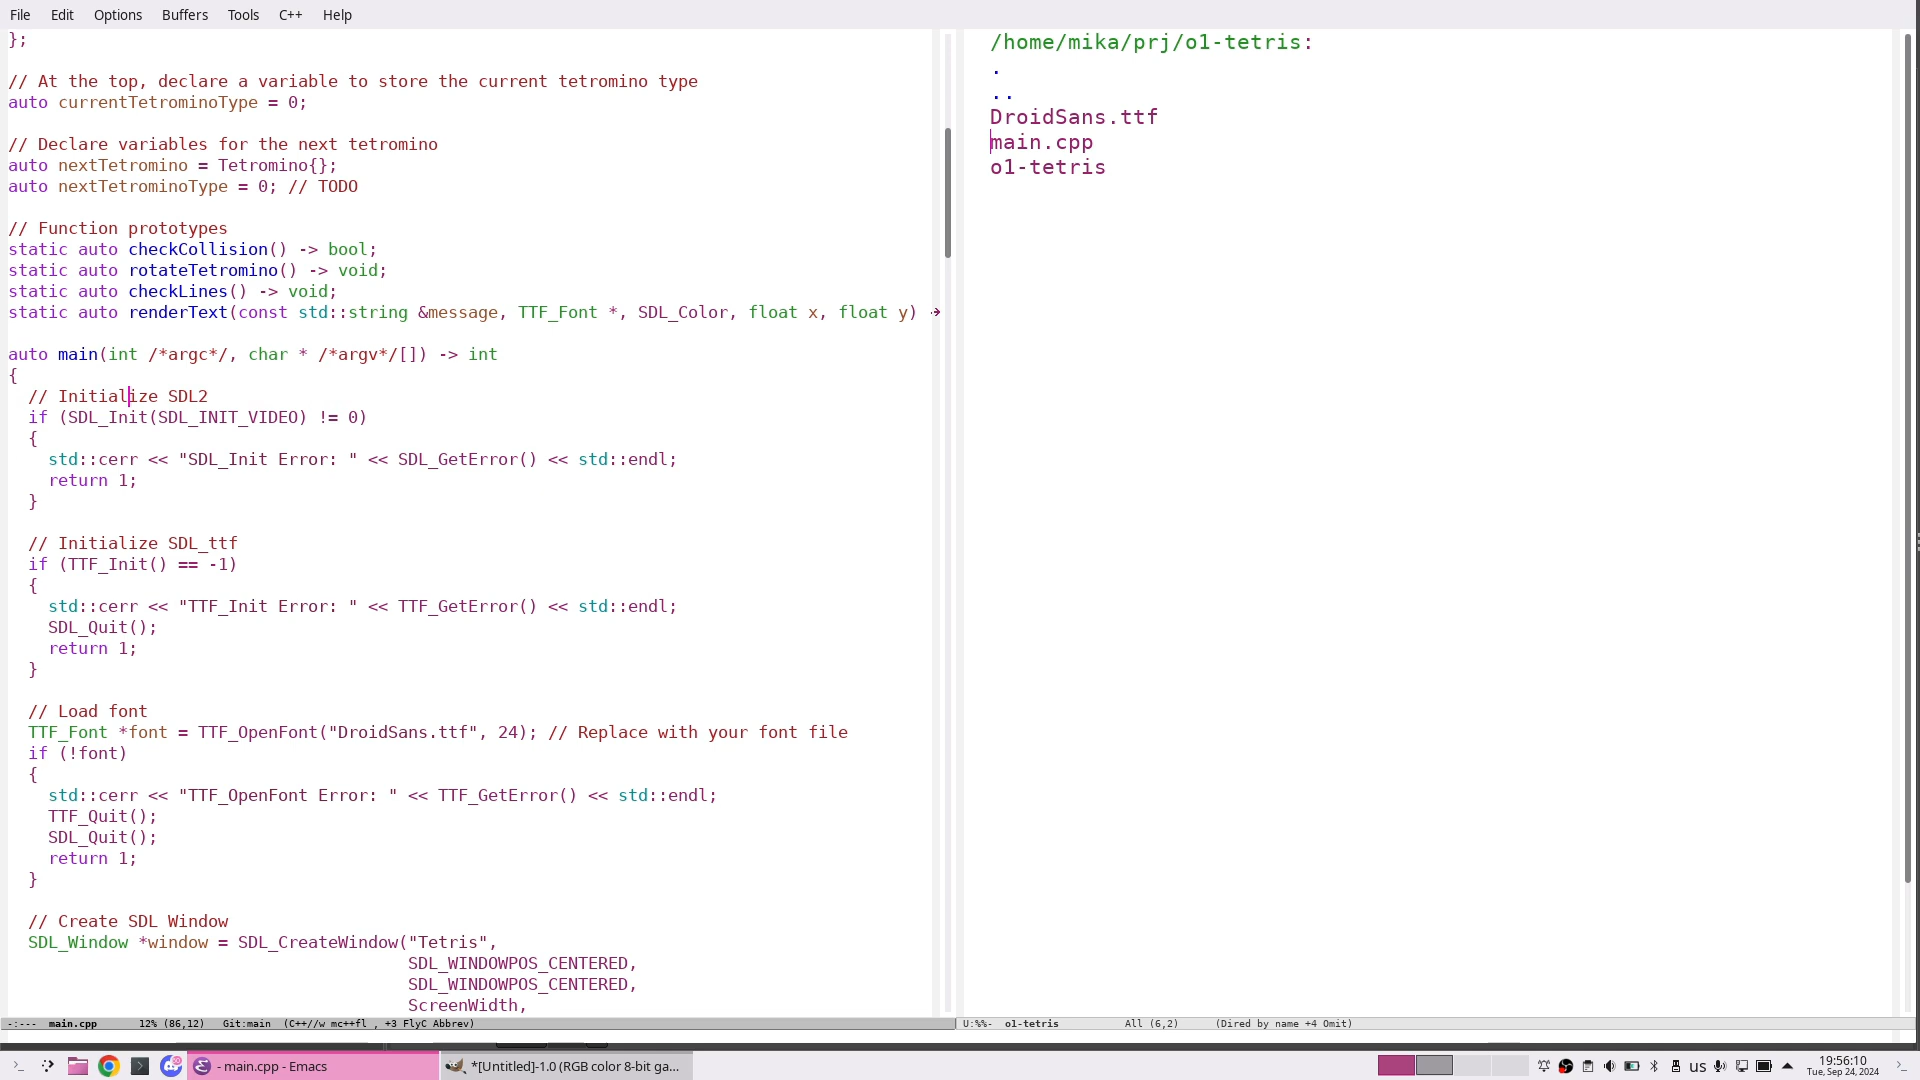 File Edit Options Buffers Tools C++ Help
};
// At the top, declare a variable to store the current tetromino type
auto currentTetrominoType = 0;
// Declare variables for the next tetromino
auto nextTetromino = Tetromino{};
auto nextTetrominoType = 0; // TODO
// Function prototypes
static auto checkCollision() -> bool;
static auto rotateTetromino() -> void;
static auto checkLines() -> void;
static auto renderText(const std::string &message, TTF_Font *, SDL_Color, float x, float y)
auto main(int /*argc*/, char * /*argv*/[]) -> int
{
// Initialize SDL2
if (SDL_Init(SDL_INIT_VIDEO) != 0)
{
std::cerr << "SDL_Init Error: " << SDL_GetError() << std::endl;
return 1;
}
// Initialize SDL_ttf
if (TTF_Init() == -1)
{
std::cerr << "TTF_Init Error: " << TTF_GetError() << std::endl;
SDL_Quit();
return 1;
}
// Load font
TTF_Font *font = TTF_OpenFont("DroidSans.ttf", 24); // Replace with your font file
if (!font)
{
std::cerr << "TTF_OpenFont Error: " << TTF_GetError() << std::endl;
TTF_Quit();
SDL_Quit();
return 1;
}
// Create SDL Window
SDL_Window *window = SDL_CreateWindow("Tetris",
SDL_WINDOWPOS_CENTERED,
SDL_WINDOWPOS_CENTERED,
ScreenWidth,
-:--- main.cpp 12% (86,12) Git:main (C++//w mc++fl , +3 FlyC Abbrev)
/home/mika/prj/o1-tetris:
.
..
DroidSans.ttf
main.cpp
o1-tetris
U:%%- o1-tetris All (6,2) (Dired by name +4 Omit)
- main.cpp - Emacs
*[Untitled]-1.0 (RGB color 8-bit ga...
us
19:56:10
Tue, Sep 24, 2024